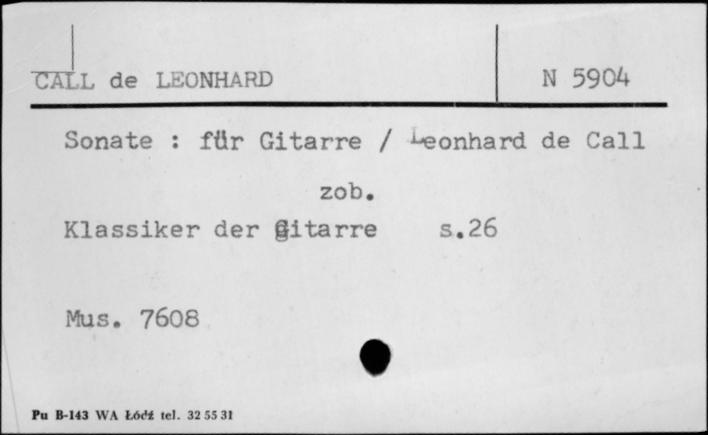 CALL de LEONHARD N 5904
Sonate : für Gitarre / Leonhard de Call
zob.
Klassiker der Gitarre s.26
Mus. 7608
Pu B-143 WA Łódź tel. 32 55 31